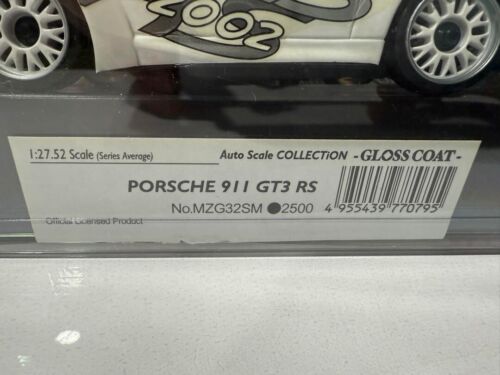 2002
1:27.52 Scale (Series Average) Auto Scale COLLECTION -GLOSS COAT-
PORSCHE 911 GT3 RS
No.MZG32SM ●2500
Official Licensed Product
4 955439 770795